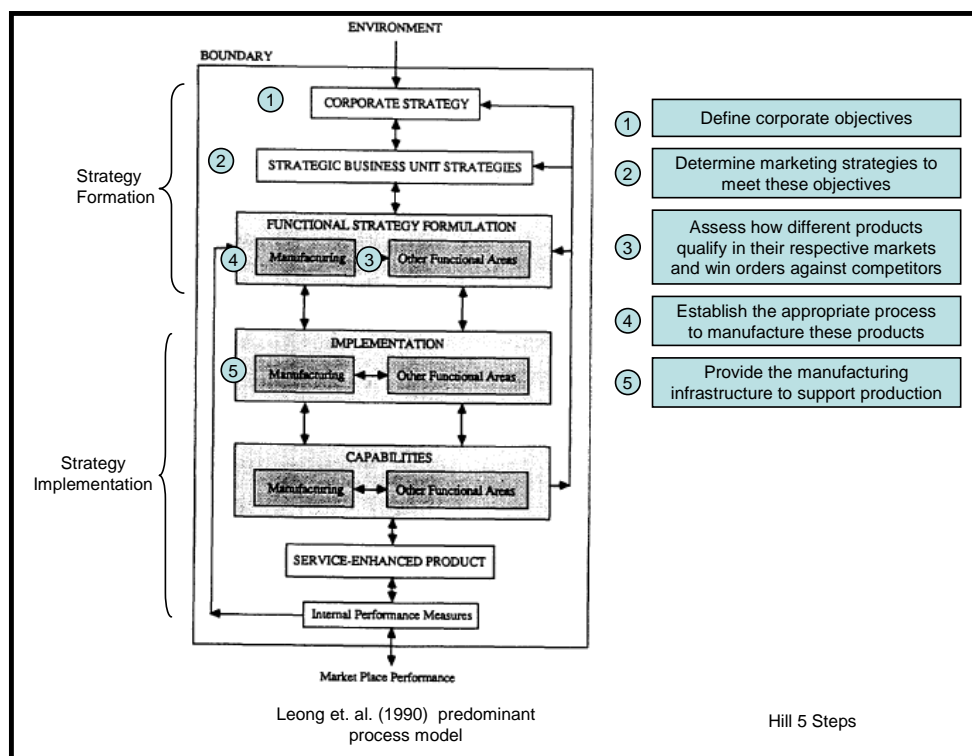 ENVIRONMENT
BOUNDARY
1
CORPORATE STRATEGY
2
STRATEGIC BUSINESS UNIT STRATEGIES
Strategy
Formation
FUNCTIONAL STRATEGY FORMULATION
4
Manufacturing
3
Other Functional Areas
IMPLEMENTATION
5
Manufacturing
Other Functional Areas
Strategy
Implementation
CAPABILITIES
Manufacturing
Other Functional Areas
SERVICE-ENHANCED PRODUCT
Internal Performance Measures
Market Place Performance
Leong et. al. (1990) predominant
process model
1
Define corporate objectives
2
Determine marketing strategies to
meet these objectives
3
Assess how different products
qualify in their respective markets
and win orders against competitors
4
Establish the appropriate process
to manufacture these products
5
Provide the manufacturing
infrastructure to support production
Hill 5 Steps